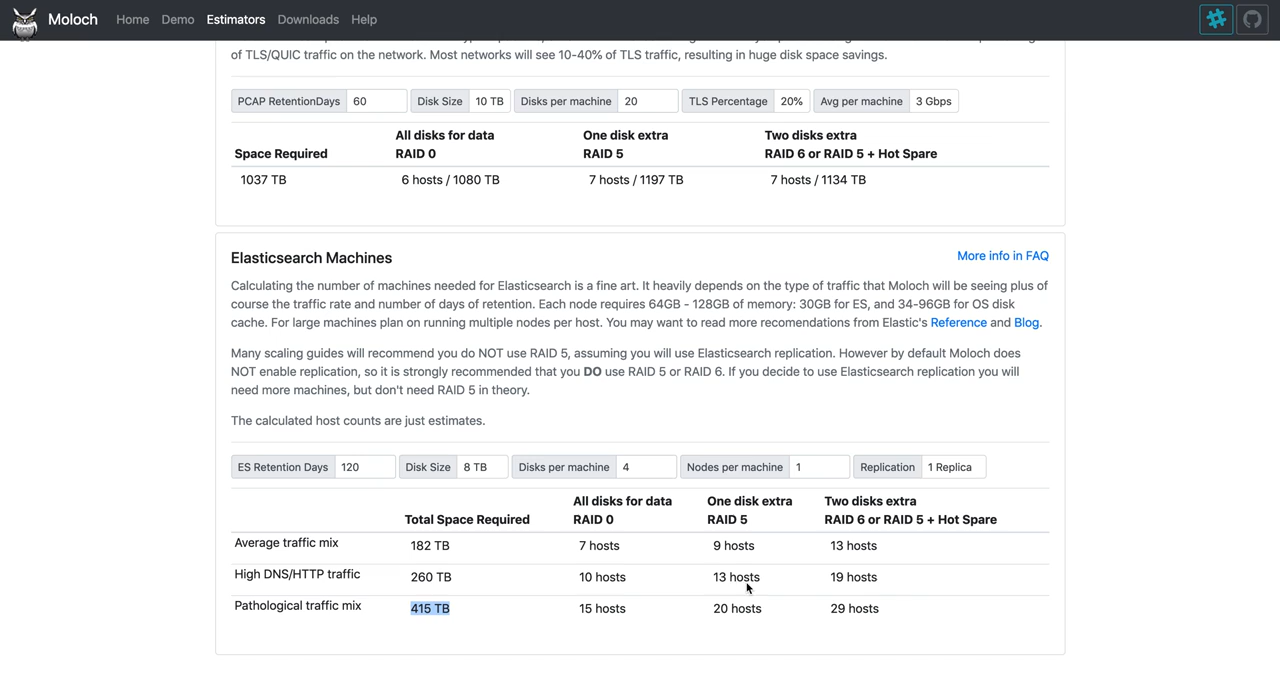 Moloch Home Demo Estimators Downloads Help
of TLS/QUIC traffic on the network. Most networks will see 10-40% of TLS traffic, resulting in huge disk space savings.
PCAP RetentionDays 60 Disk Size 10 TB Disks per machine 20 TLS Percentage 20% Avg per machine 3 Gbps
All disks for data One disk extra Two disks extra
Space Required RAID 0 RAID 5 RAID 6 or RAID 5 + Hot Spare
1037 TB 6 hosts / 1080 TB 7 hosts / 1197 TB 7 hosts / 1134 TB
Elasticsearch Machines More info in FAQ
Calculating the number of machines needed for Elasticsearch is a fine art. It heavily depends on the type of traffic that Moloch will be seeing plus of
course the traffic rate and number of days of retention. Each node requires 64GB - 128GB of memory: 30GB for ES, and 34-96GB for OS disk
cache. For large machines plan on running multiple nodes per host. You may want to read more recomendations from Elastic's Reference and Blog.
Many scaling guides will recommend you do NOT use RAID 5, assuming you will use Elasticsearch replication. However by default Moloch does
NOT enable replication, so it is strongly recommended that you DO use RAID 5 or RAID 6. If you decide to use Elasticsearch replication you will
need more machines, but don't need RAID 5 in theory.
The calculated host counts are just estimates.
ES Retention Days 120 Disk Size 8 TB Disks per machine 4 Nodes per machine 1 Replication 1 Replica
All disks for data One disk extra Two disks extra
Total Space Required RAID 0 RAID 5 RAID 6 or RAID 5 + Hot Spare
Average traffic mix 182 TB 7 hosts 9 hosts 13 hosts
High DNS/HTTP traffic 260 TB 10 hosts 13 hosts 19 hosts
Pathological traffic mix 415 TB 15 hosts 20 hosts 29 hosts